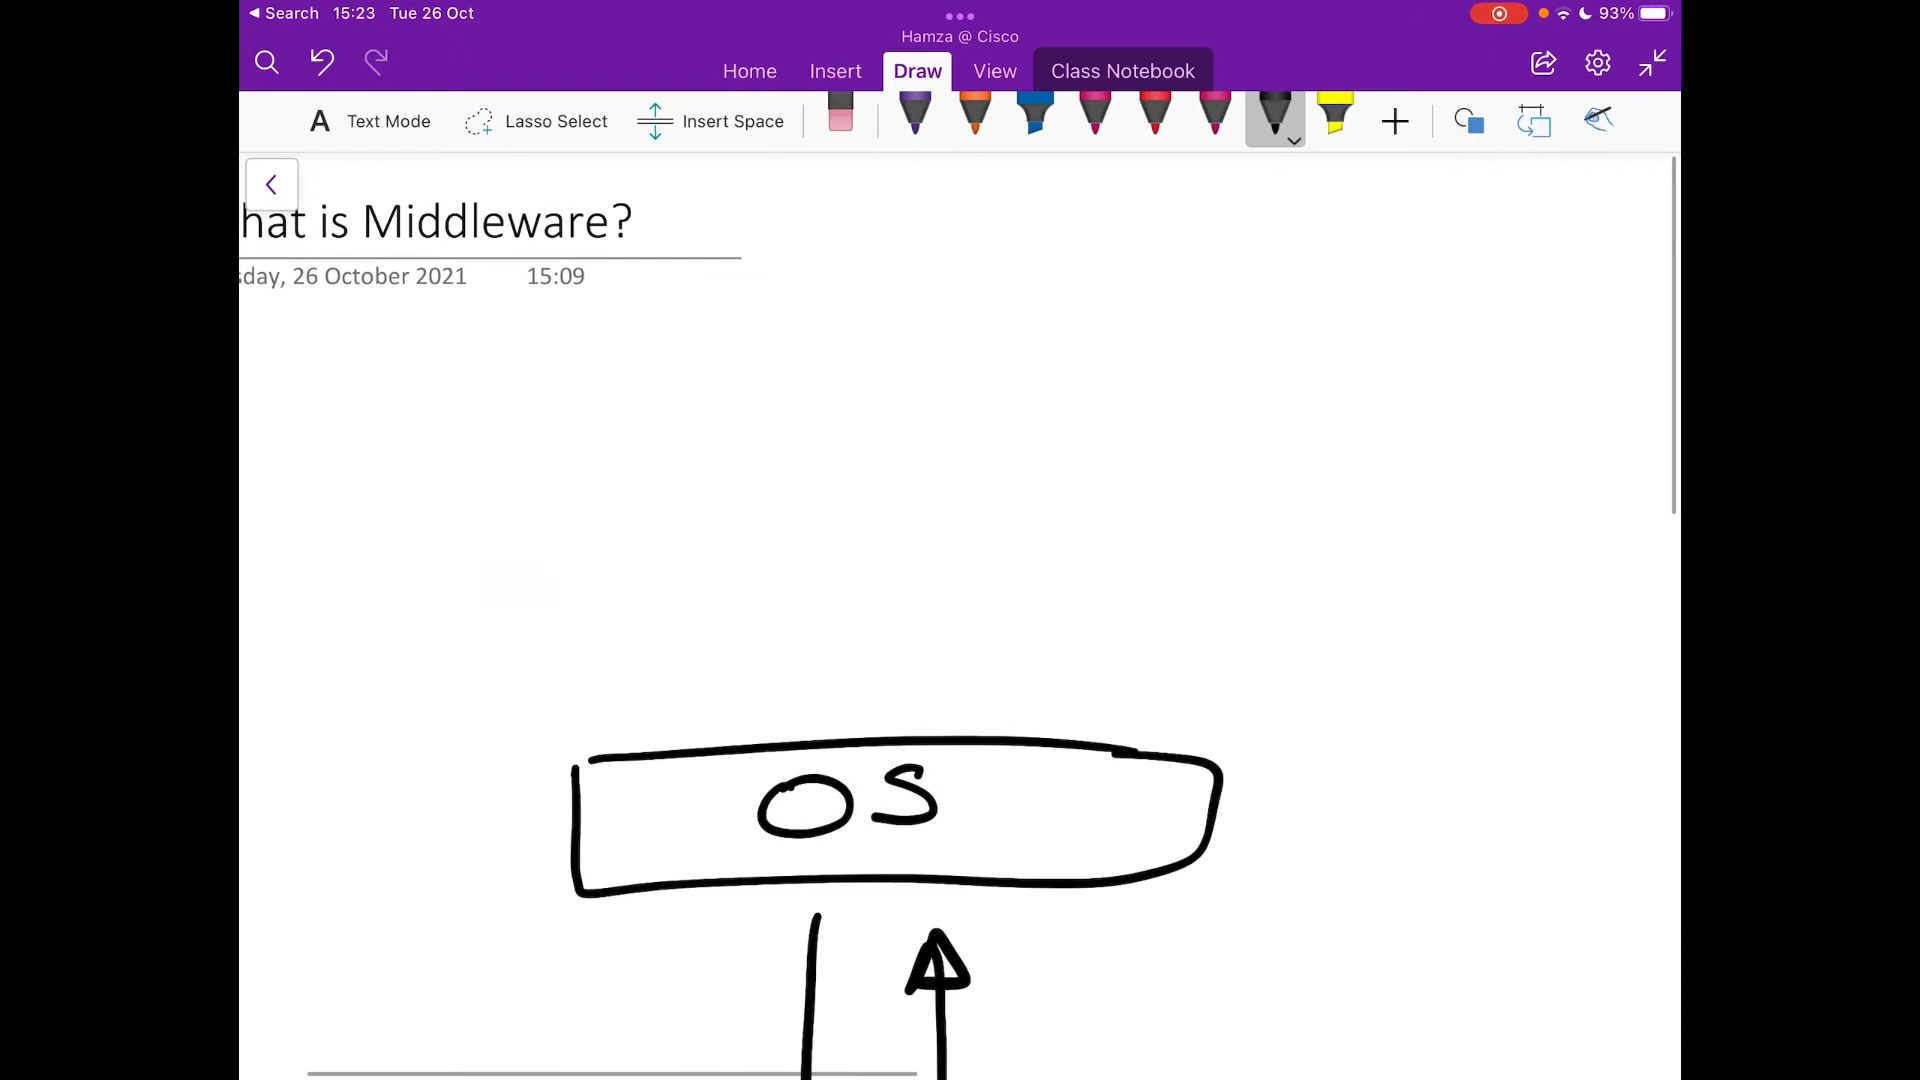 Search 15:23 Tue 26 Oct
93%
Hamza @ Cisco
Home Insert Draw View Class Notebook
A Text Mode Lasso Select Insert Space
hat is Middleware?
sday, 26 October 2021 15:09
OS